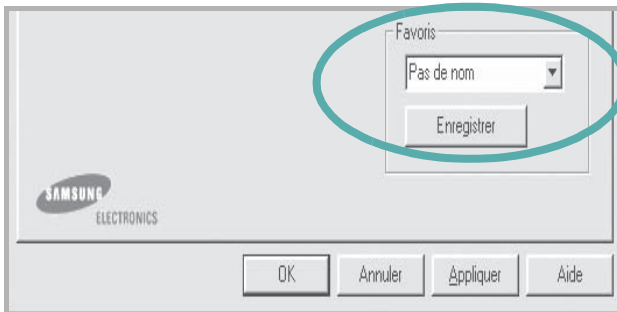 Favoris
Pas de nom
Enregistrer
SAMSUNG
ELECTRONICS
OK Annuler Appliquer Aide